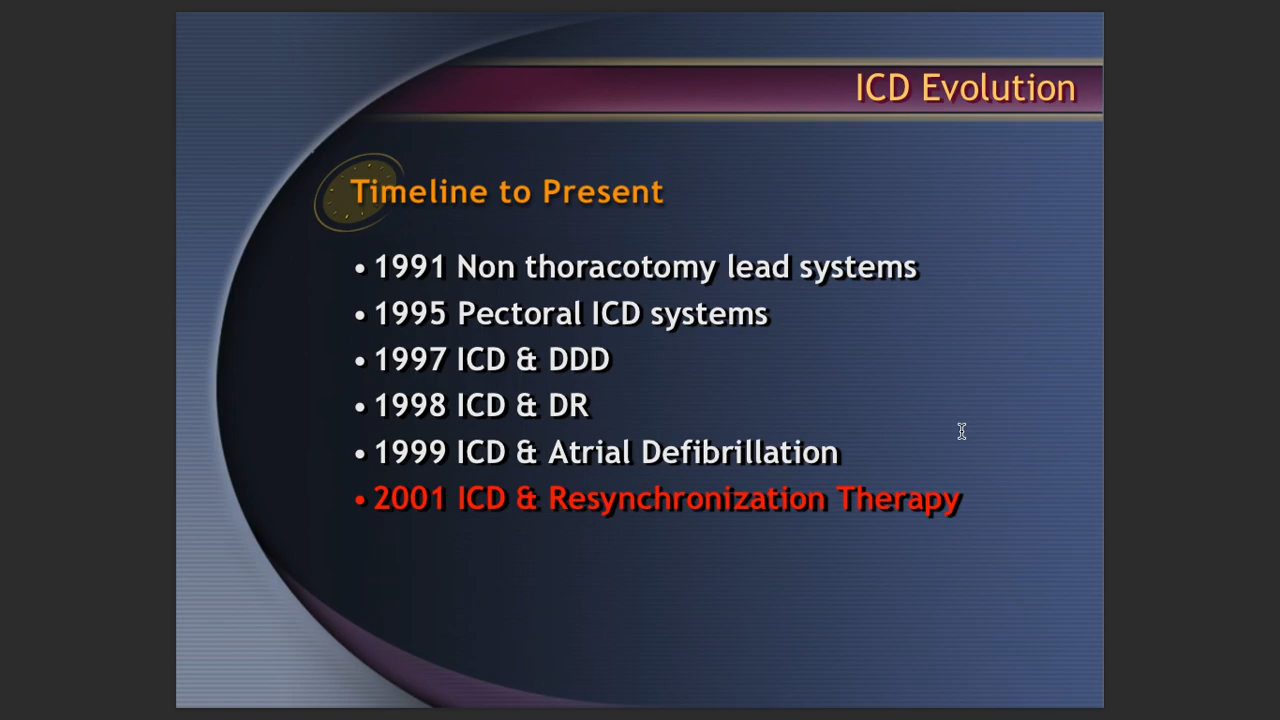 ICD Evolution
Timeline to Present
• 1991 Non thoracotomy lead systems
• 1995 Pectoral ICD systems
• 1997 ICD & DDD
• 1998 ICD & DR
• 1999 ICD & Atrial Defibrillation
• 2001 ICD & Resynchronization Therapy